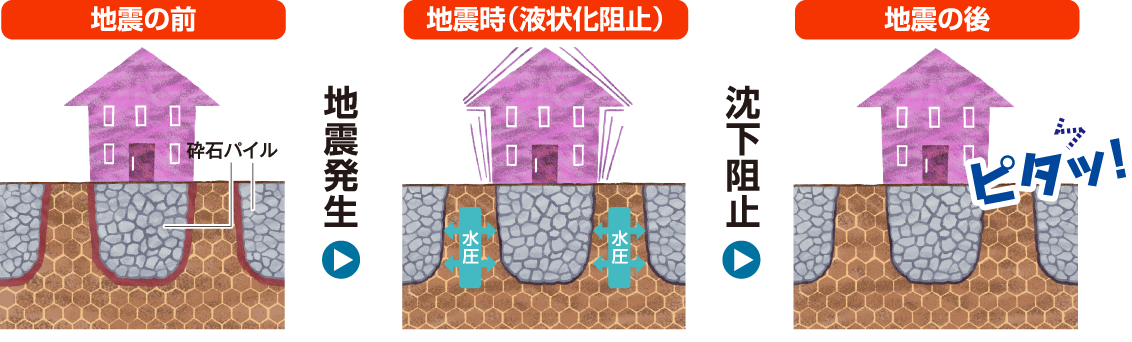 地震の前
砕石パイル
地震発生
地震時（液状化阻止）
水圧
水圧
沈下阻止
地震の後
ピタッ！